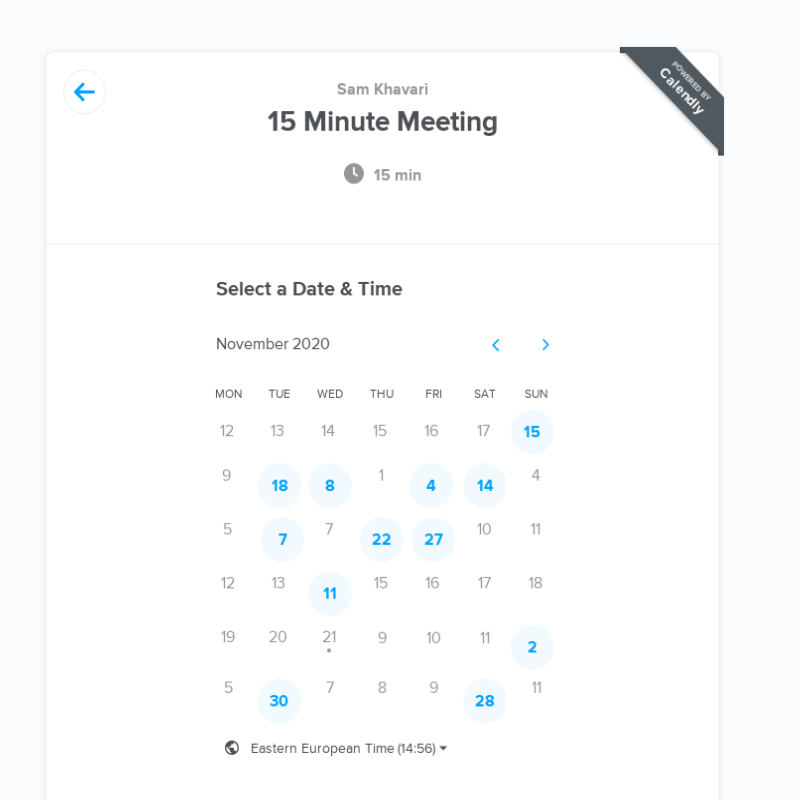 POWERED BY
Calendly
Sam Khavari
15 Minute Meeting
15 min
Select a Date & Time
November 2020
MON TUE WED THU FRI SAT SUN
12 13 14 15 16 17 15
9 18 8 1 4 14 4
5 7 7 22 27 10 11
12 13 11 15 16 17 18
19 20 21 9 10 11 2
5 30 7 8 9 28 11
Eastern European Time (14:56)